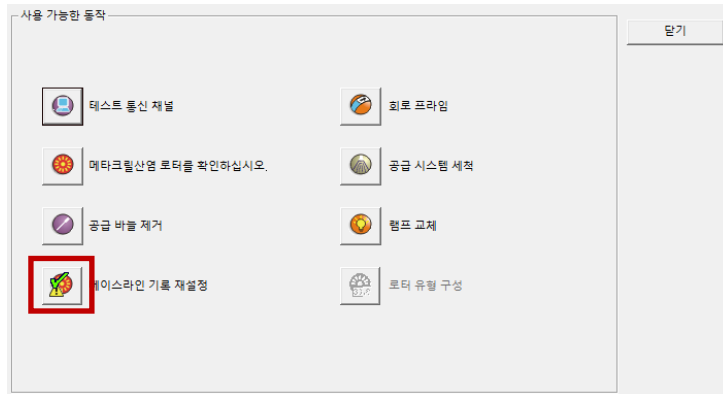 사용 가능한 동작
닫기
테스트 통신 채널
회로 프라임
메타크릴산염 로터를 확인하십시오.
공급 시스템 세척
공급 바늘 제거
램프 교체
베이스라인 기록 재설정
로터 유형 구성